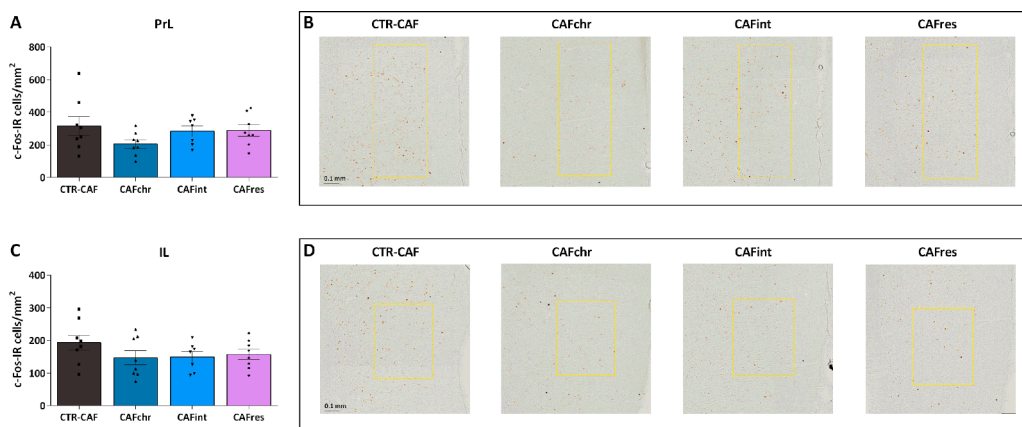 A
PrL
c-Fos-IR cells/mm²
800
600
400
200
0
CTR-CAF CAFchr CAFint CAFres
B
CTR-CAF CAFchr CAFint CAFres
0.1 mm
C
IL
c-Fos-IR cells/mm²
400
300
200
100
0
CTR-CAF CAFchr CAFint CAFres
D
CTR-CAF CAFchr CAFint CAFres
0.1 mm